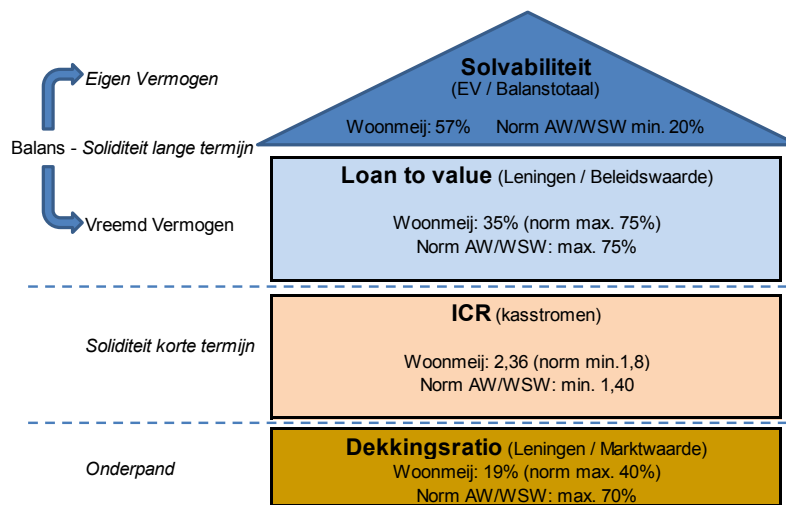 Eigen Vermogen
Balans - Soliditeit lange termijn
Vreemd Vermogen
Solvabiliteit
(EV / Balanstotaal)
Woonmeij: 57% Norm AW/WSW min. 20%
Loan to value (Leningen / Beleidswaarde)
Woonmeij: 35% (norm max. 75%)
Norm AW/WSW: max. 75%
Soliditeit korte termijn
ICR (kasstromen)
Woonmeij: 2,36 (norm min.1,8)
Norm AW/WSW: min. 1,40
Onderpand
Dekkingsratio (Leningen / Marktwaarde)
Woonmeij: 19% (norm max. 40%)
Norm AW/WSW: max. 70%